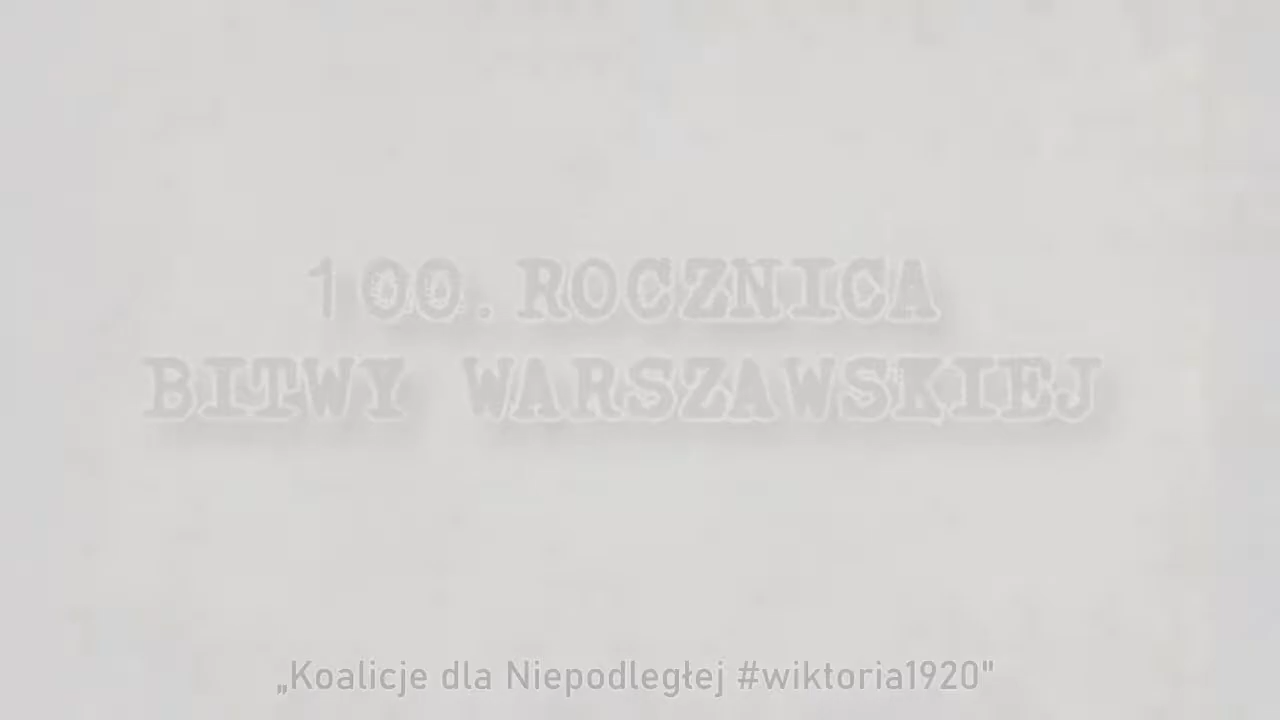 100. ROCZNICA
BITWY WARSZAWSKIEJ
„Koalicje dla Niepodległej #wiktoria1920"